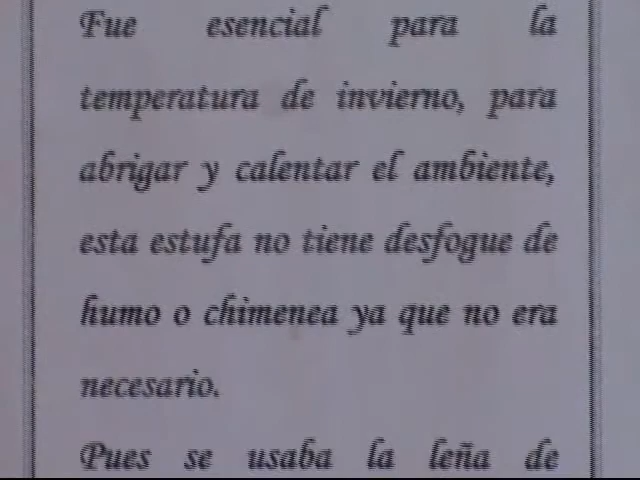 Fue esencial para la
temperatura de invierno, para
abrigar y calentar el ambiente,
esta estufa no tiene desfogue de
humo o chimenea ya que no era
necesario.
Pues se usaba la leña de